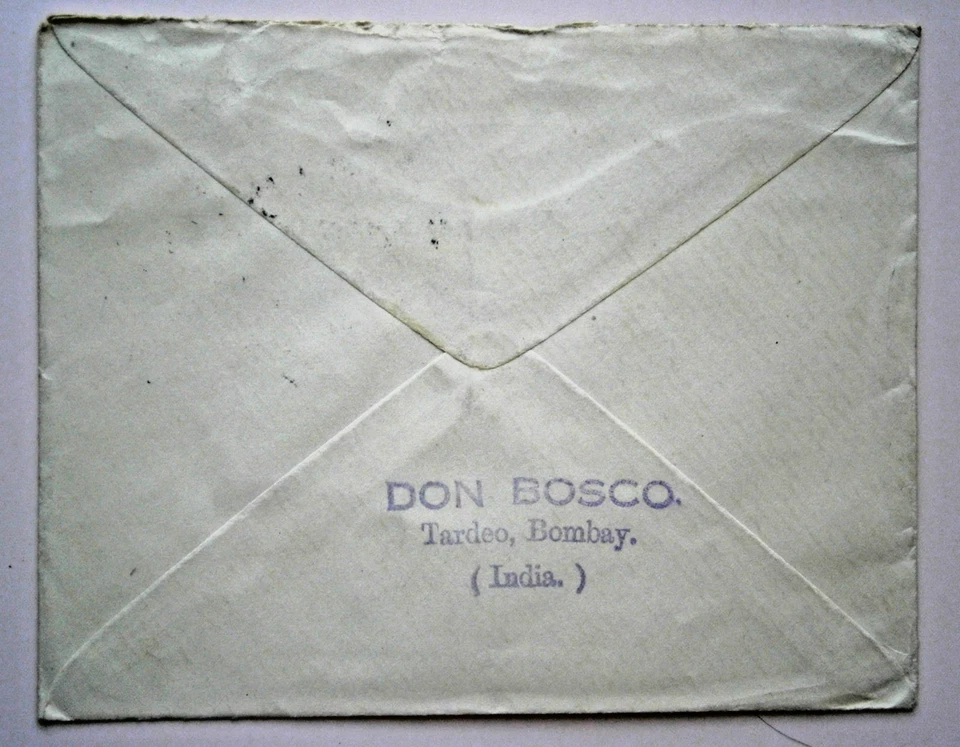 DON BOSCO.
Tardeo, Bombay.
( India. )